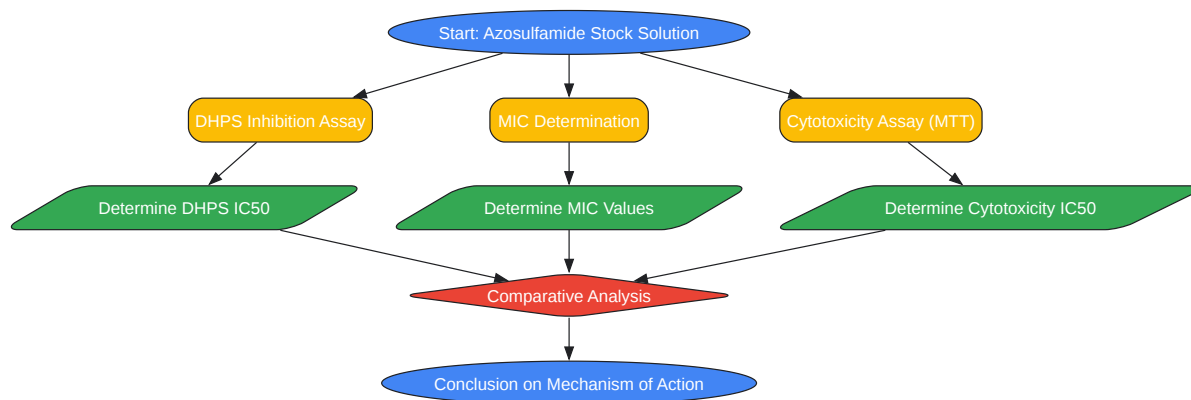 Start: Azosulfamide Stock Solution
DHPS Inhibition Assay
MIC Determination
Cytotoxicity Assay (MTT)
Determine DHPS IC50
Determine MIC Values
Determine Cytotoxicity IC50
Comparative Analysis
Conclusion on Mechanism of Action